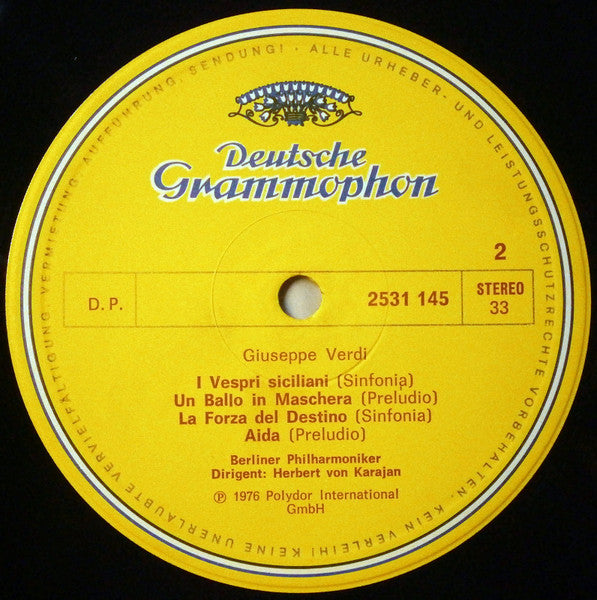 ALLE URHEBER- UND LEISTUNGSSCHUTZRECHTE VORBEHALTEN · KEIN VERLEIH! KEINE UNERLAUBTE VERVIELFÄLTIGUNG, VERMIETUNG, AUFFÜHRUNG, SENDUNG! ·
Deutsche
Grammophon
2
D.P.
2531 145
STEREO
33
Giuseppe Verdi
I Vespri siciliani (Sinfonia)
Un Ballo in Maschera (Preludio)
La Forza del Destino (Sinfonia)
Aida (Preludio)
Berliner Philharmoniker
Dirigent: Herbert von Karajan
Ⓟ 1976 Polydor International
GmbH